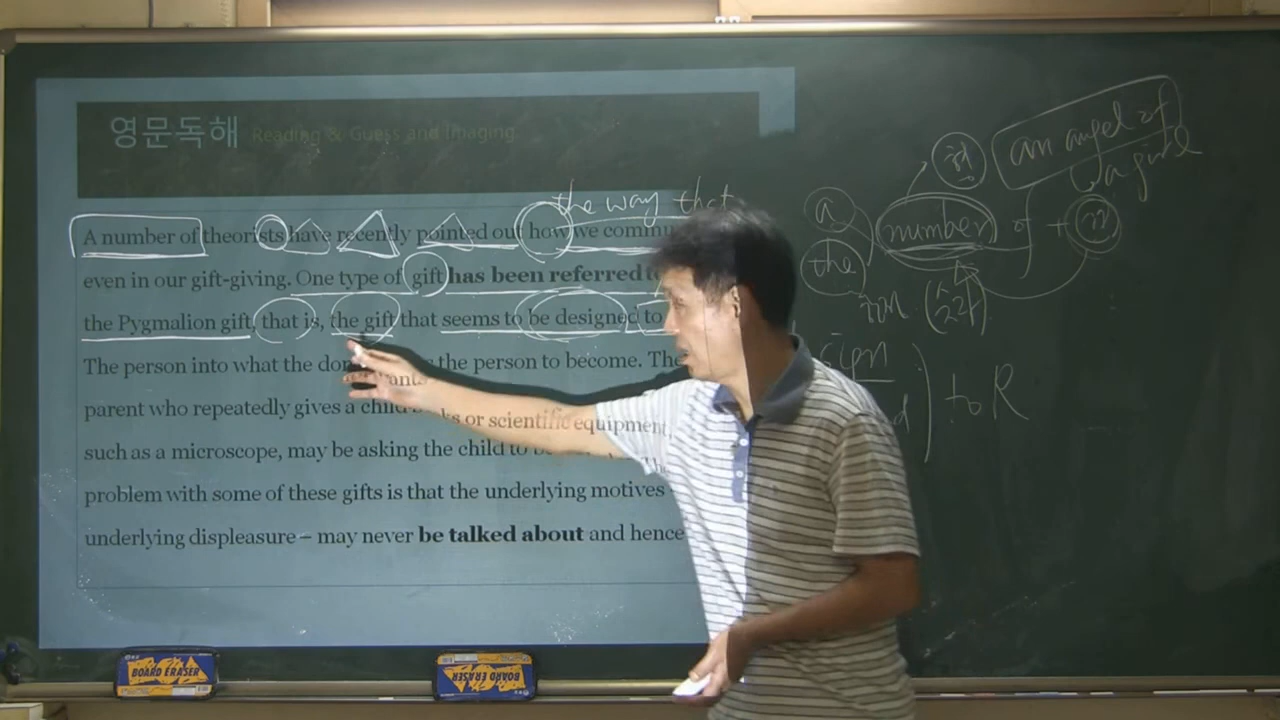 영문독해 Reading & Guess and Imaging
the way that
A number of theorists have recently pointed out how we commu
even in our gift-giving. One type of gift has been referred to
the Pygmalion gift, that is, the gift that seems to be designed to
The person into what the donor wants the person to become. The
parent who repeatedly gives a child books or scientific equipment,
such as a microscope, may be asking the child to be
problem with some of these gifts is that the underlying motives –
underlying displeasure – may never be talked about and hence
an angel of
a girl
a
the
number of +
to R
BOARD ERASER
BOARD ERASER